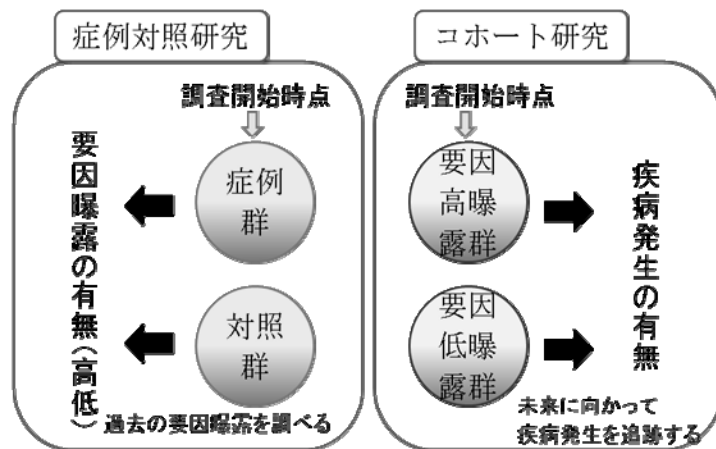 症例対照研究
調査開始時点
症例
群
対照
群
要因曝露の有無(高低)
過去の要因曝露を調べる
コホート研究
調査開始時点
要因
高曝
露群
要因
低曝
露群
疾病発生の有無
未来に向かって
疾病発生を追跡する